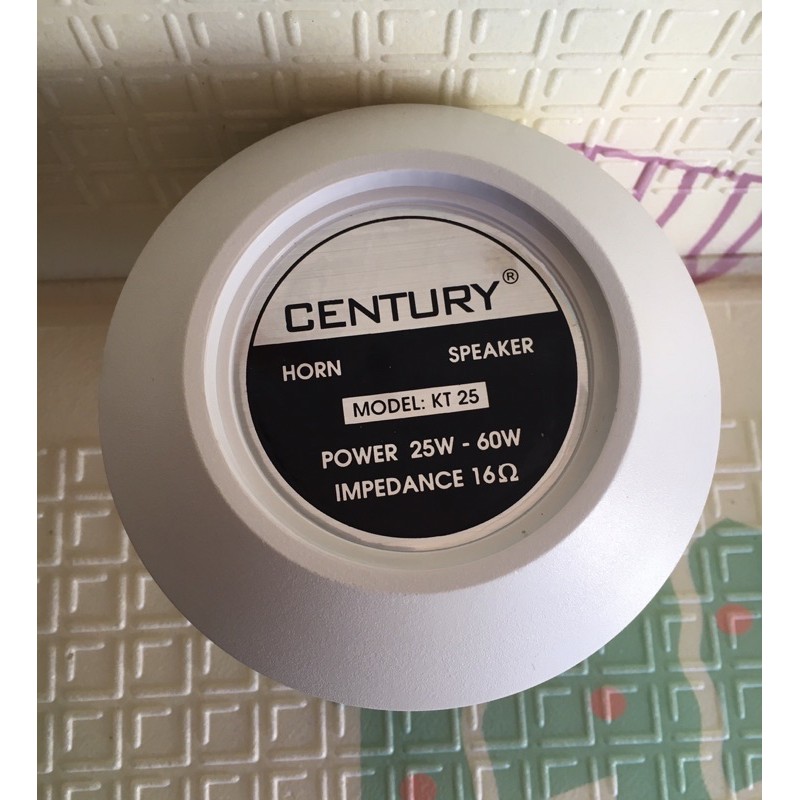 CENTURY®
HORN SPEAKER
MODEL: KT 25
POWER 25W - 60W
IMPEDANCE 16Ω